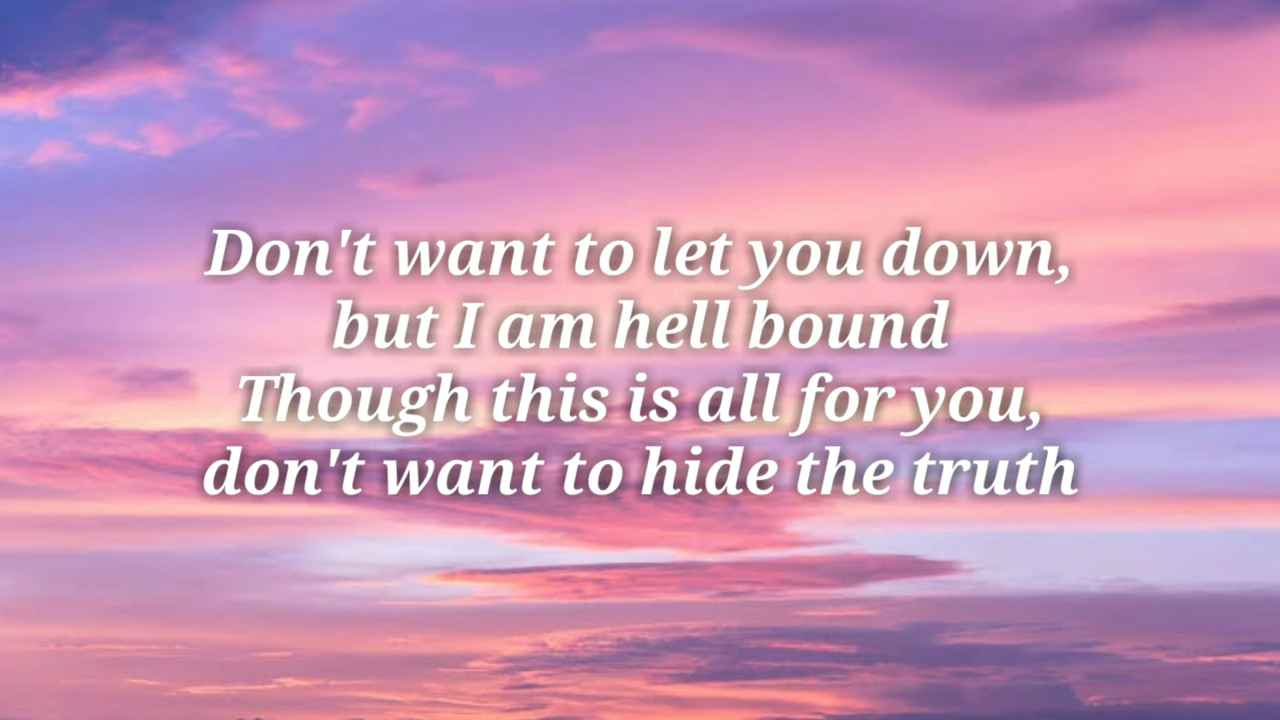 Don't want to let you down,
but I am hell bound
Though this is all for you,
don't want to hide the truth